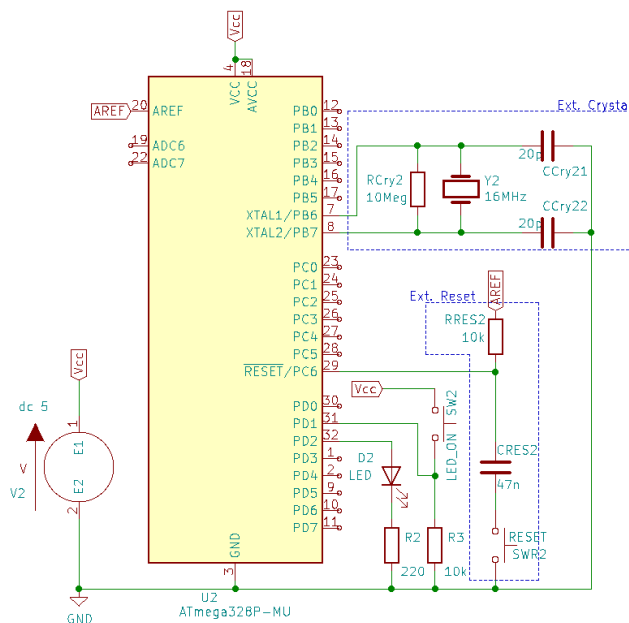 Vcc
4
18
VCC
AVCC
AREF
20
AREF
19
ADC6
22
ADC7
PB0
12
PB1
13
PB2
14
PB3
15
PB4
16
PB5
17
XTAL1/PB6
7
XTAL2/PB7
8
Ext. Crysta
20p
CCry21
RCry2
10Meg
Y2
16MHz
20p
CCry22
PC0
23
PC1
24
PC2
25
PC3
26
PC4
27
PC5
28
RESET/PC6
29
Ext. Reset
AREF
RRES2
10k
Vcc
SW2
LED_ON
PD0
30
PD1
31
PD2
32
PD3
1
PD4
2
PD5
9
PD6
10
PD7
11
D2
LED
CRES2
47n
RESET
SWR2
R2
220
R3
10k
Vcc
dc 5
V
V2
1
E1
E2
2
GND
GND
3
U2
ATmega328P-MU